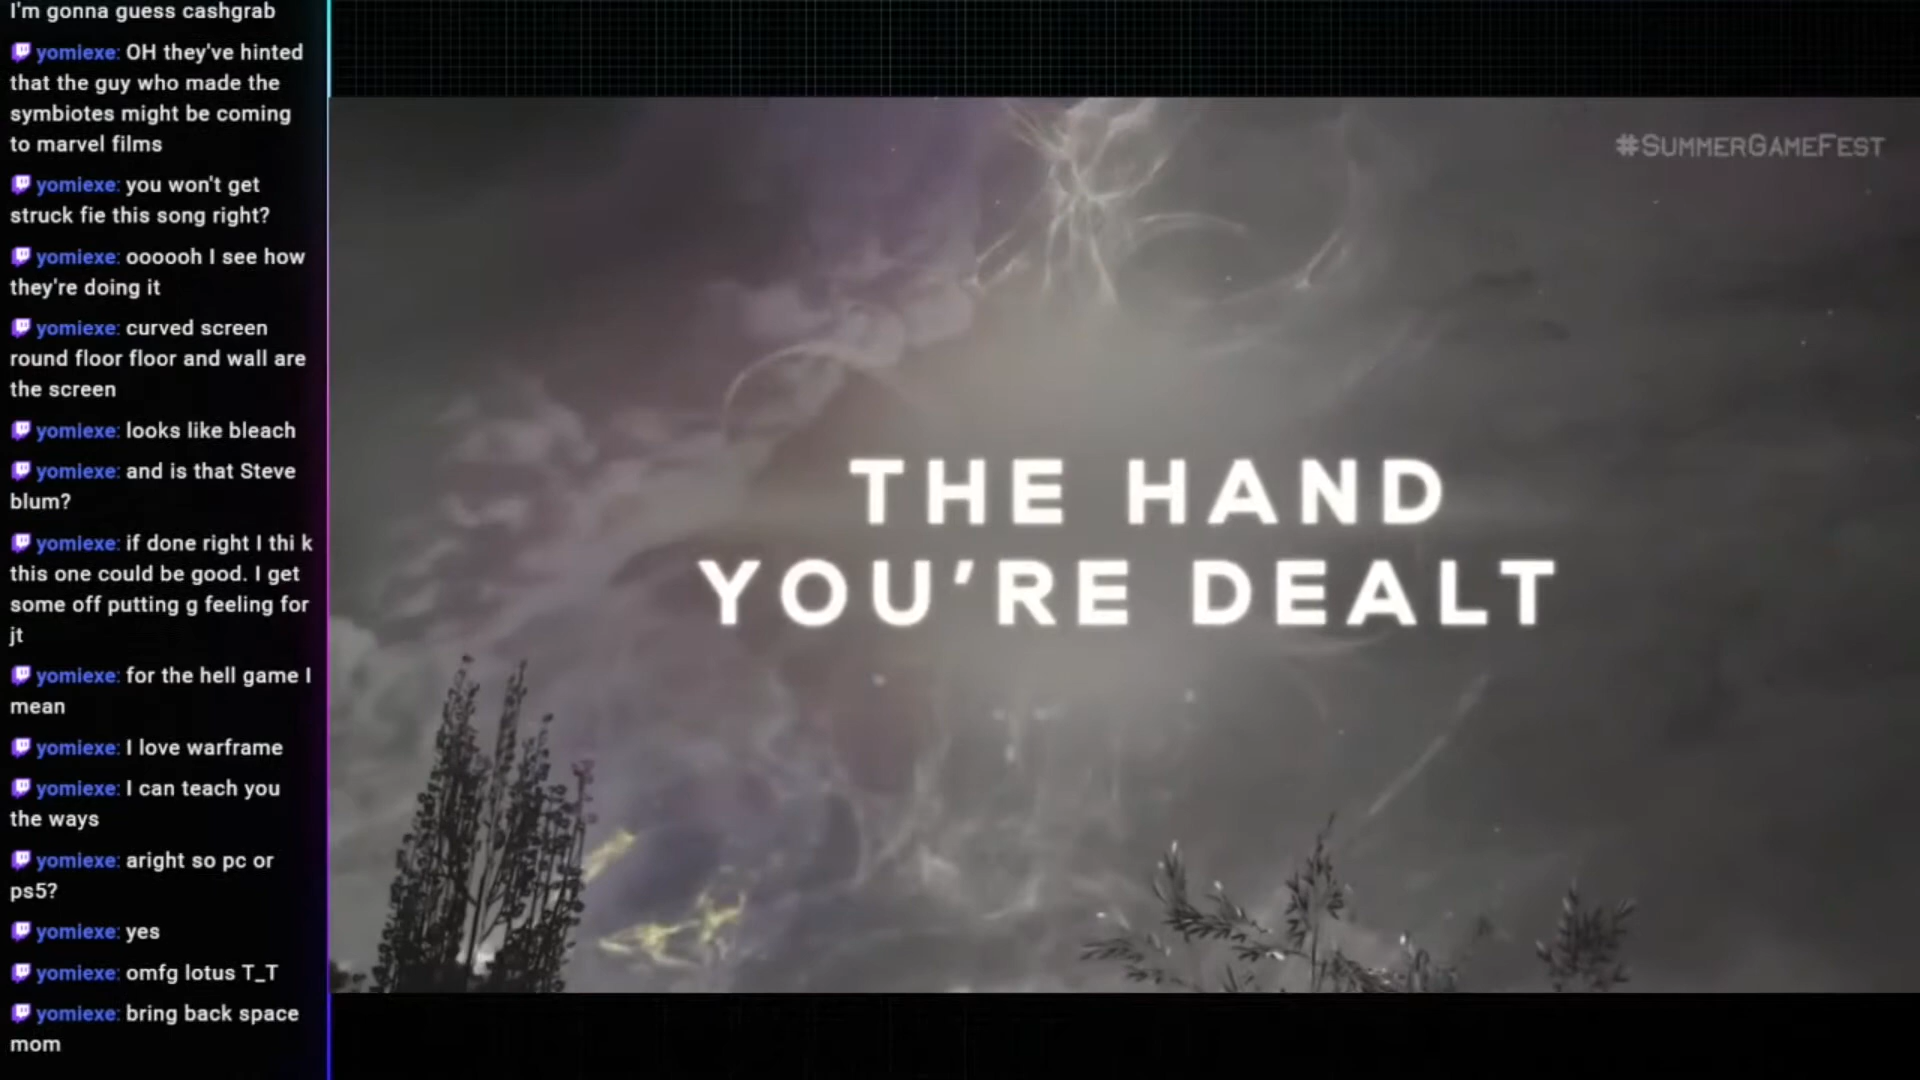 I'm gonna guess cashgrab
yomiexe: OH they've hinted
that the guy who made the
symbiotes might be coming
to marvel films
yomiexe: you won't get
struck fie this song right?
yomiexe: oooooh I see how
they're doing it
yomiexe: curved screen
round floor floor and wall are
the screen
yomiexe: looks like bleach
yomiexe: and is that Steve
blum?
yomiexe: if done right I thi k
this one could be good. I get
some off putting g feeling for
jt
yomiexe: for the hell game I
mean
yomiexe: I love warframe
yomiexe: I can teach you
the ways
yomiexe: aright so pc or
ps5?
yomiexe: yes
yomiexe: omfg lotus T_T
yomiexe: bring back space
mom
#SUMMERGAMEFEST
THE HAND
YOU'RE DEALT